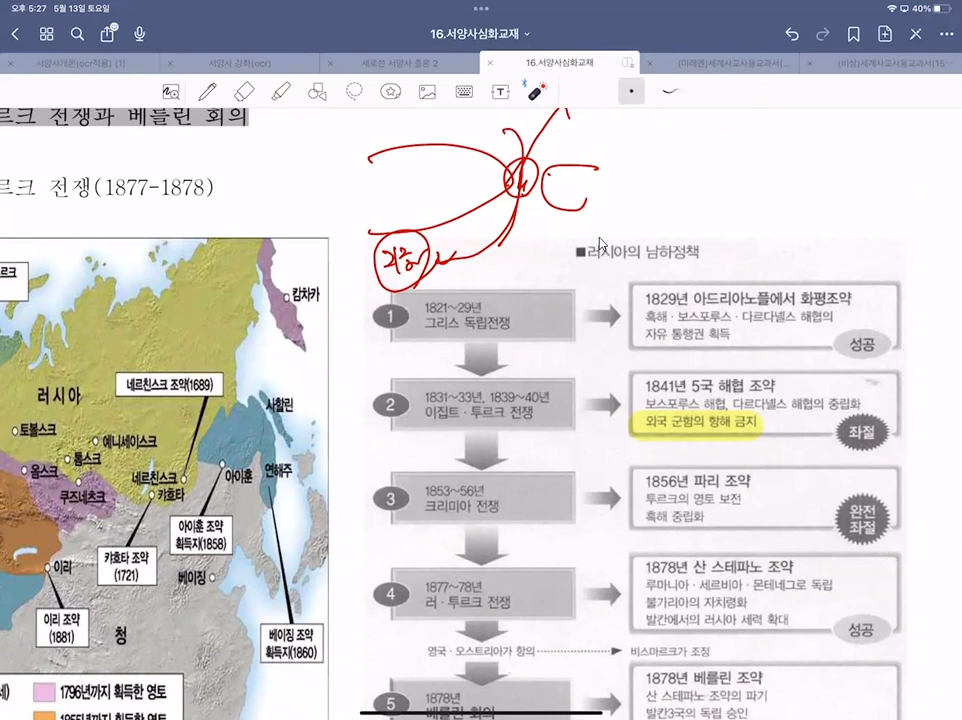 오후 5:27 5월 13일 토요일
40%
16.서양사심화교재
서양사개론(ocr적용) (1)
서양사 강좌(ocr)
새로쓴 서양사 총론 2
16.서양사심화교재
(미래엔)세계사교사용교과서(...
(비상)세계사교사용교과서(15...
르크 전쟁과 베를린 회의
르크 전쟁(1877-1878)
■러시아의 남하정책
르크
캄차카
러시아
네르친스크 조약(1689)
사할린
토볼스크
예니세이스크
톰스크
옴스크
쿠즈네츠크
네르친스크
캬흐타
아이훈
연해주
아이훈 조약
획득지(1858)
캬흐타 조약
(1721)
이리
베이징
이리 조약
(1881)
청
베이징 조약
획득지(1860)
세)
1796년까지 획득한 영토
1855년까지 획득한 영토
1
1821~29년
그리스 독립전쟁
1829년 아드리아노플에서 화평조약
흑해·보스포루스·다르다넬스 해협의
자유 통행권 획득
성공
2
1831~33년, 1839~40년
이집트·투르크 전쟁
1841년 5국 해협 조약
보스포루스 해협, 다르다넬스 해협의 중립화
외국 군함의 항해 금지
좌절
3
1853~56년
크리미아 전쟁
1856년 파리 조약
투르크의 영토 보전
흑해 중립화
완전
좌절
4
1877~78년
러·투르크 전쟁
1878년 산 스테파노 조약
루마니아·세르비아·몬테네그로 독립
불가리아의 자치령화
발칸에서의 러시아 세력 확대
성공
영국·오스트리아가 항의
비스마르크가 조정
5
1878년
베를린 회의
1878년 베를린 조약
산 스테파노 조약의 파기
발칸3국의 독립 승인